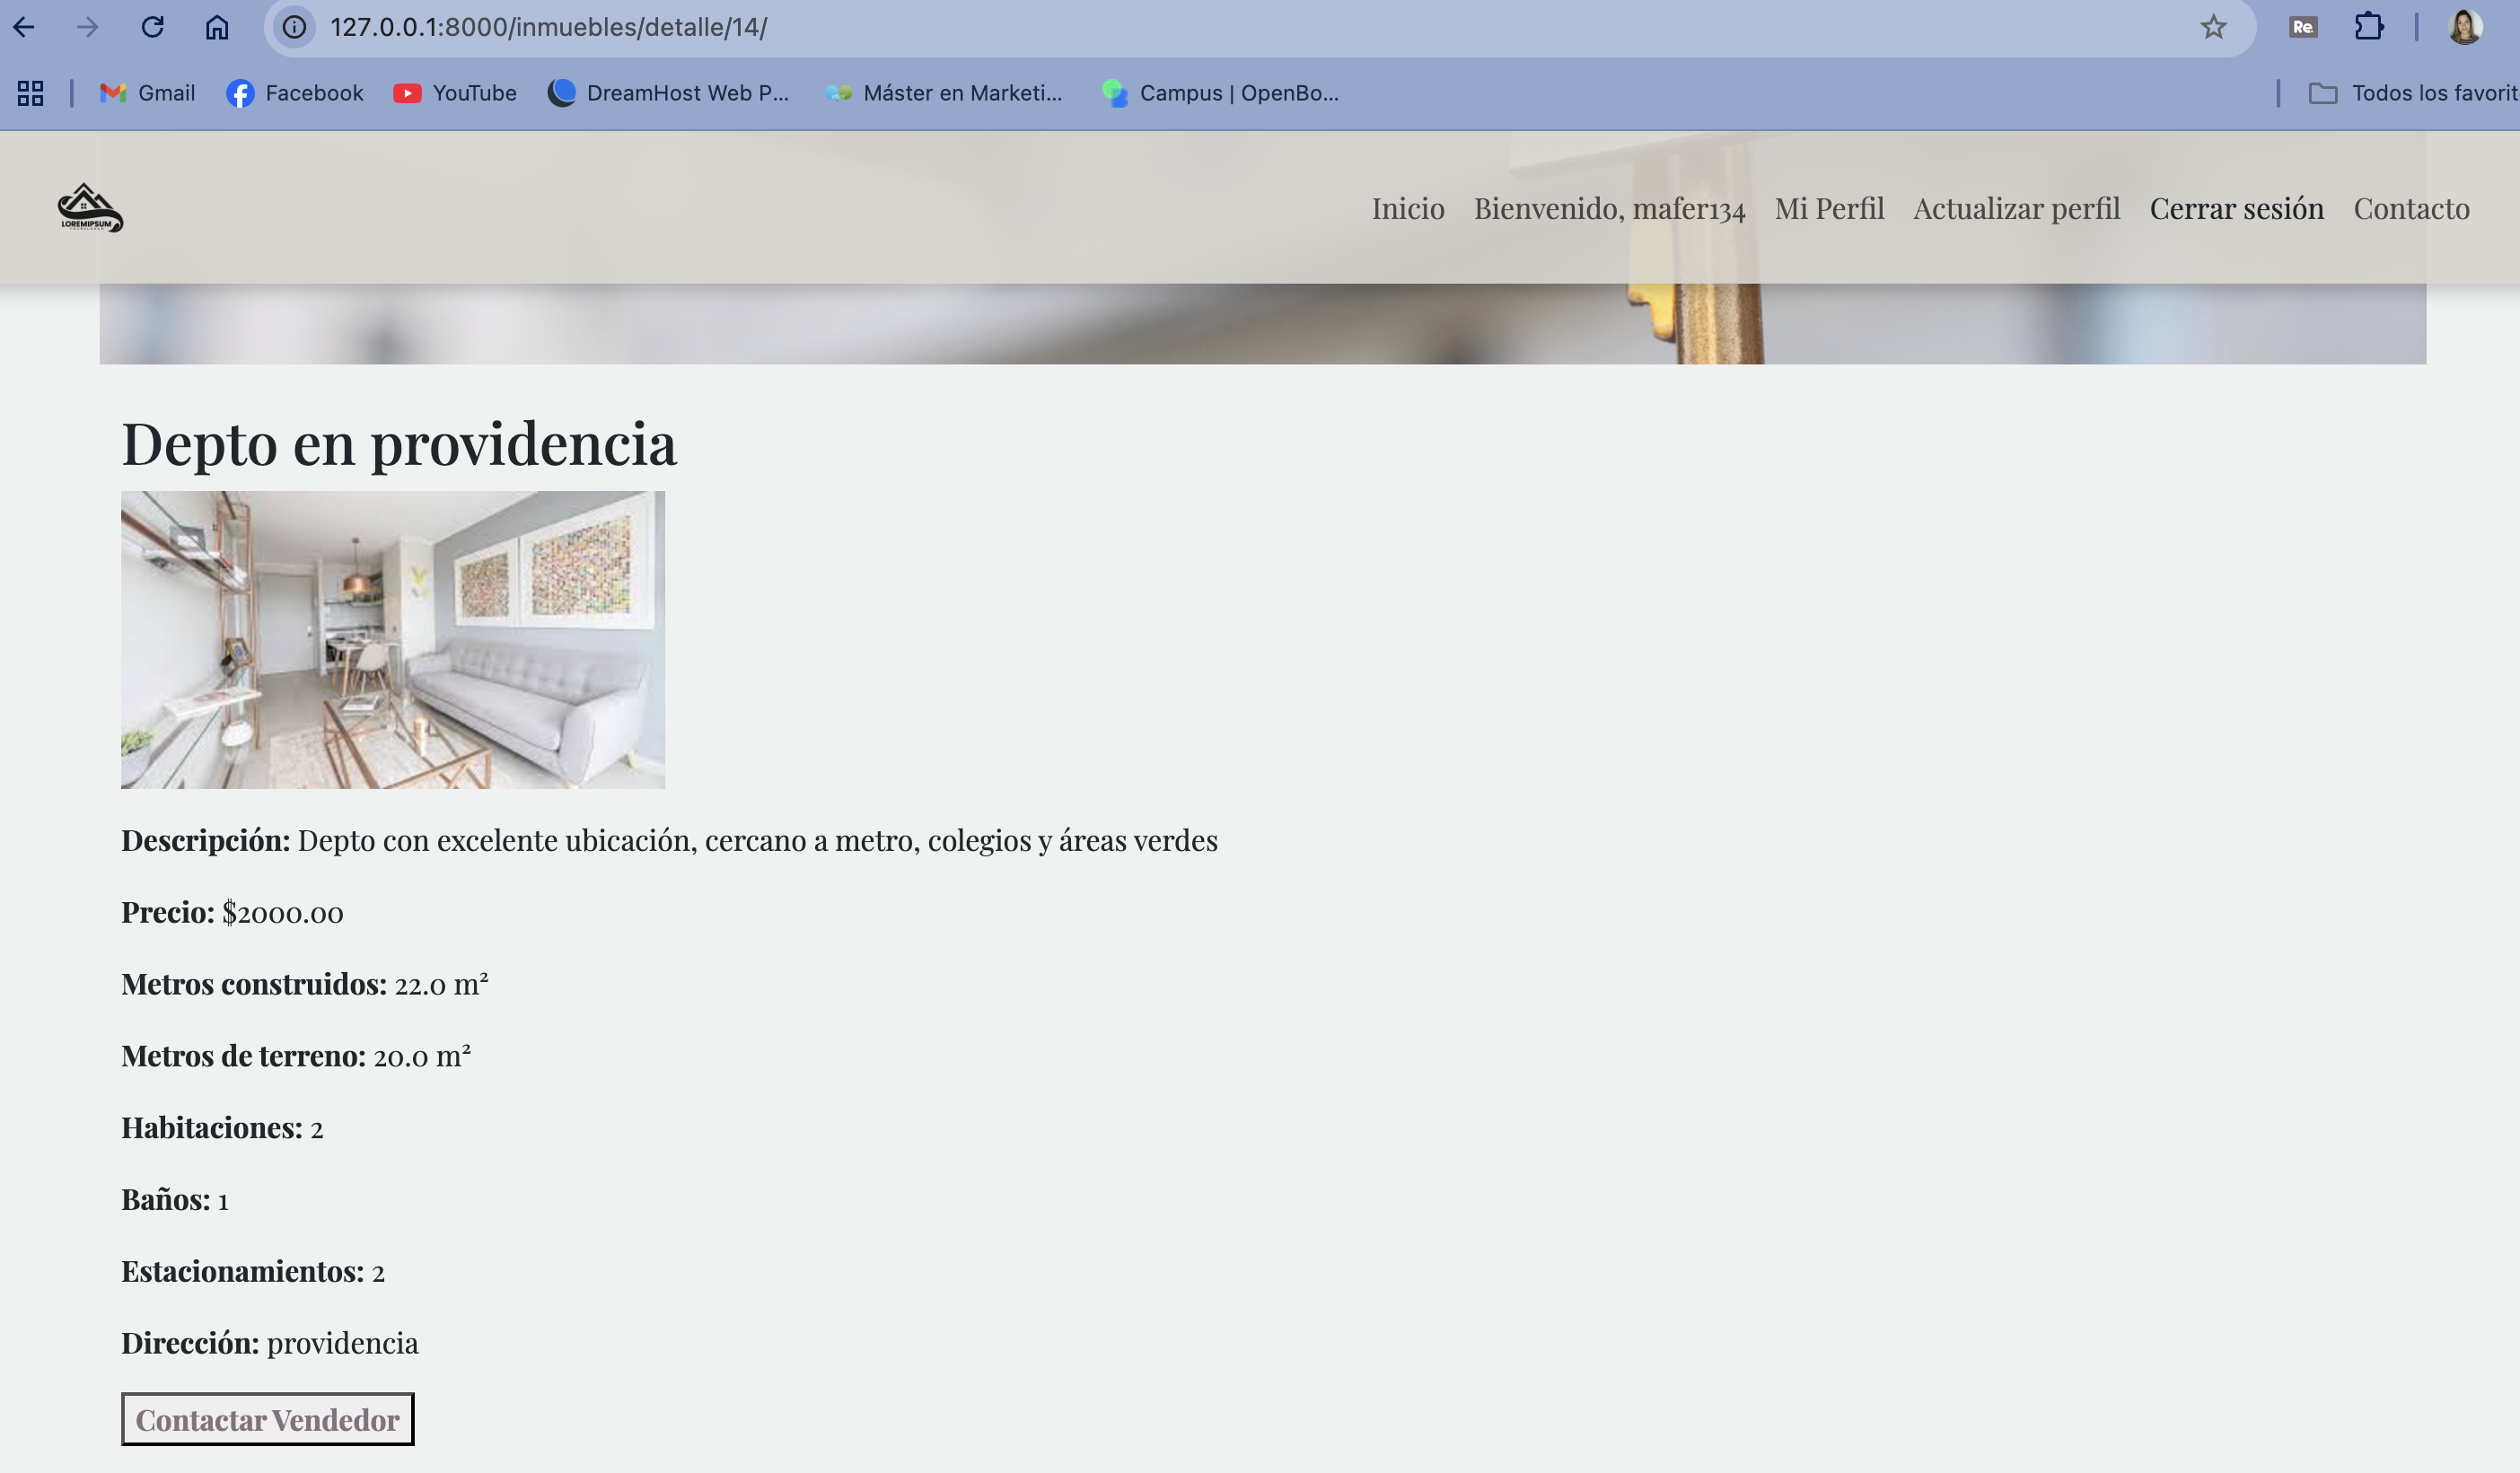 127.0.0.1:8000/inmuebles/detalle/14/
Re
Gmail
Facebook
YouTube
DreamHost Web P...
Máster en Marketi...
Campus | OpenBo...
Todos los favorit
LOREMIPSUM
Inicio
Bienvenido, mafer134
Mi Perfil
Actualizar perfil
Cerrar sesión
Contacto
Depto en providencia
Descripción: Depto con excelente ubicación, cercano a metro, colegios y áreas verdes
Precio: $2000.00
Metros construidos: 22.0 m²
Metros de terreno: 20.0 m²
Habitaciones: 2
Baños: 1
Estacionamientos: 2
Dirección: providencia
Contactar Vendedor